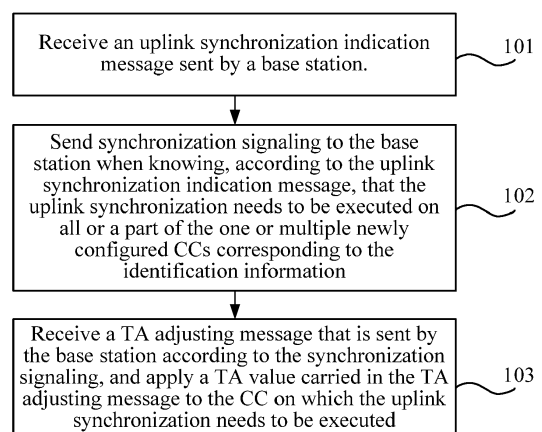 Receive an uplink synchronization indication
message sent by a base station.
101
Send synchronization signaling to the base
station when knowing, according to the uplink
synchronization indication message, that the
uplink synchronization needs to be executed on
all or a part of the one or multiple newly
configured CCs corresponding to the
identification information
102
Receive a TA adjusting message that is sent by
the base station according to the synchronization
signaling, and apply a TA value carried in the TA
adjusting message to the CC on which the uplink
synchronization needs to be executed
103